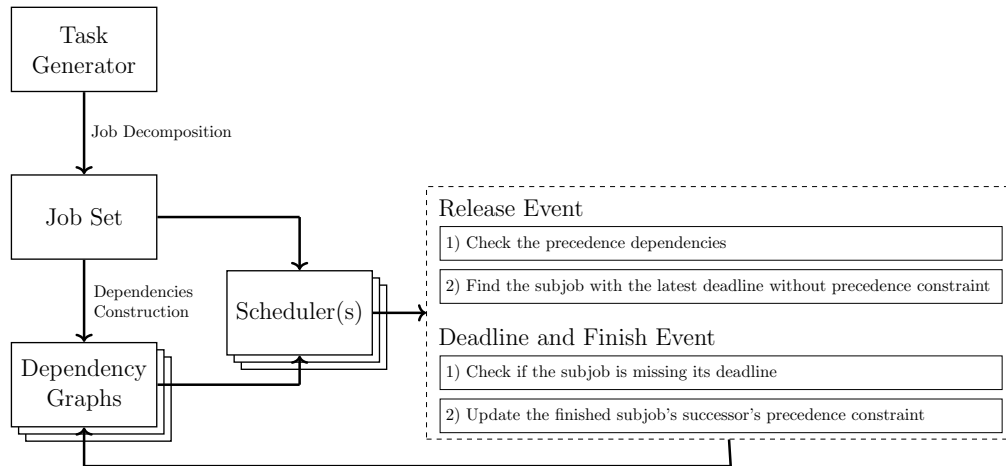 Task
Generator
Job Decomposition
Job Set
Dependencies
Construction
Dependency
Graphs
Scheduler(s)
Release Event
1) Check the precedence dependencies
2) Find the subjob with the latest deadline without precedence constraint
Deadline and Finish Event
1) Check if the subjob is missing its deadline
2) Update the finished subjob's successor's precedence constraint